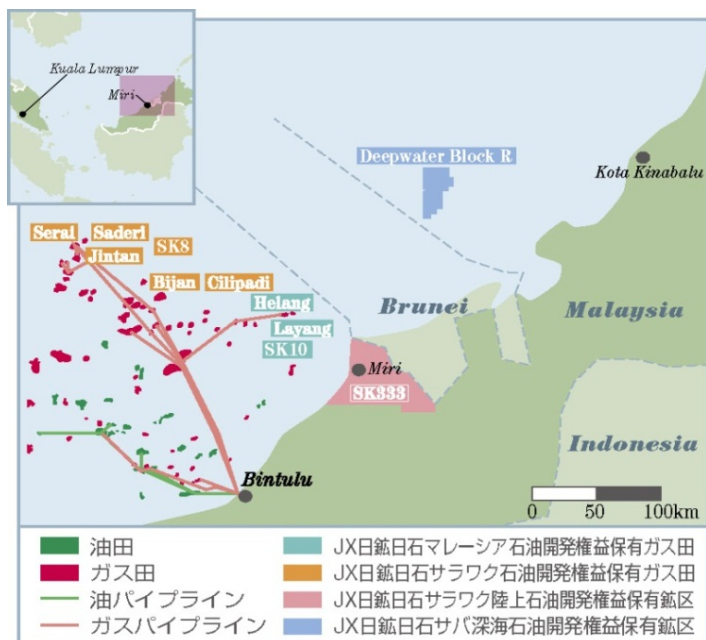 Kuala Lumpur
Miri
Deepwater Block R
Kota Kinabalu
Serai Saderi
SK8
Jintan
Bijan Cilipadi
Helang
Layang
SK10
Brunei
Malaysia
Miri
SK333
Indonesia
Bintulu
0 50 100km
油田
ガス田
油パイプライン
ガスパイプライン
JX日鉱日石マレーシア石油開発権益保有ガス田
JX日鉱日石サラワク石油開発権益保有ガス田
JX日鉱日石サラワク陸上石油開発権益保有鉱区
JX日鉱日石サバ深海石油開発権益保有鉱区